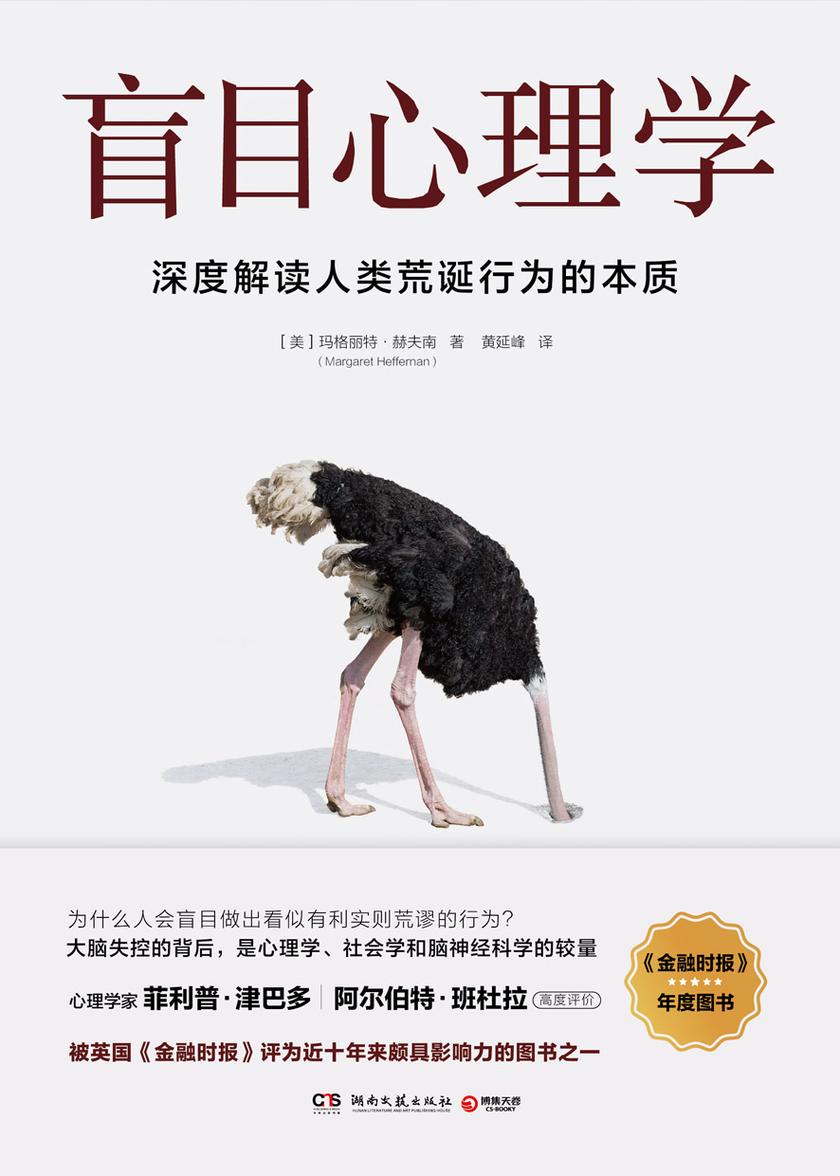 盲目心理学
深度解读人类荒诞行为的本质
[美]玛格丽特·赫夫南 著 黄延峰 译
(Margaret Heffernan)
为什么人会盲目做出看似有利实则荒谬的行为?
大脑失控的背后，是心理学、社会学和脑神经科学的较量
心理学家 菲利普·津巴多 | 阿尔伯特·班杜拉 高度评价
被英国《金融时报》评为近十年来颇具影响力的图书之一
《金融时报》
年度图书
湖南文艺出版社
HUNAN LITERATURE AND ART PUBLISHING HOUSE
博集天卷
CS-BOOKY